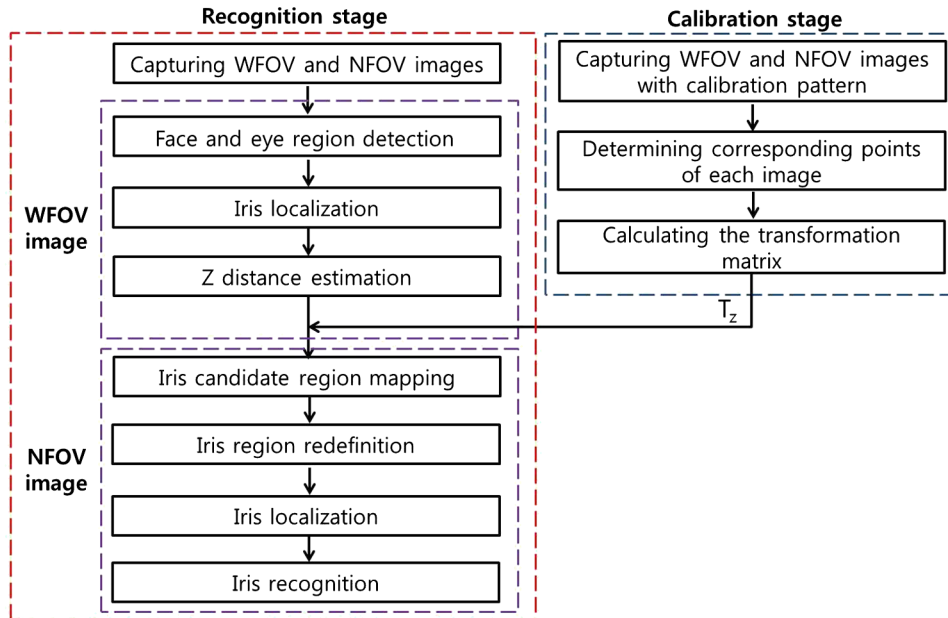 Recognition stage
Capturing WFOV and NFOV images
WFOV
image
Face and eye region detection
Iris localization
Z distance estimation
NFOV
image
Iris candidate region mapping
Iris region redefinition
Iris localization
Iris recognition
Calibration stage
Capturing WFOV and NFOV images
with calibration pattern
Determining corresponding points
of each image
Calculating the transformation
matrix
Tz